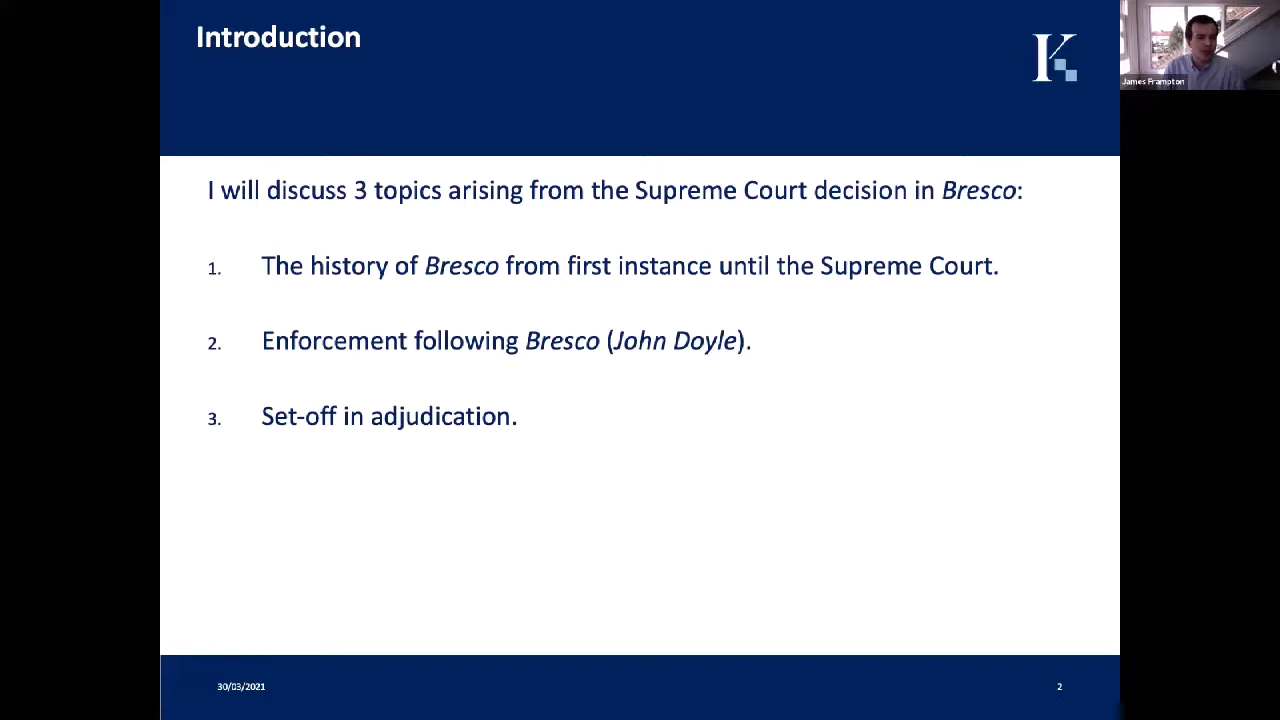 Introduction
K
James Frampton
I will discuss 3 topics arising from the Supreme Court decision in Bresco:
1. The history of Bresco from first instance until the Supreme Court.
2. Enforcement following Bresco (John Doyle).
3. Set-off in adjudication.
30/03/2021
2